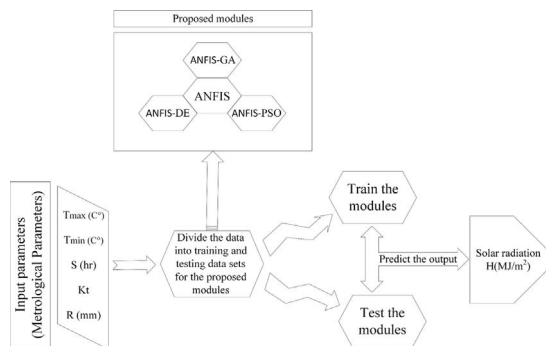 Proposed modules
ANFIS-GA
ANFIS
ANFIS-DE
ANFIS-PSO
Input parameters
(Metrological Parameters)
Tmax (C°)
Tmin (C°)
S (hr)
Kt
R (mm)
Divide the data
into training and
testing data sets
for the proposed
modules
Train the
modules
Predict the output
Test the
modules
Solar radiation
H(MJ/m²)